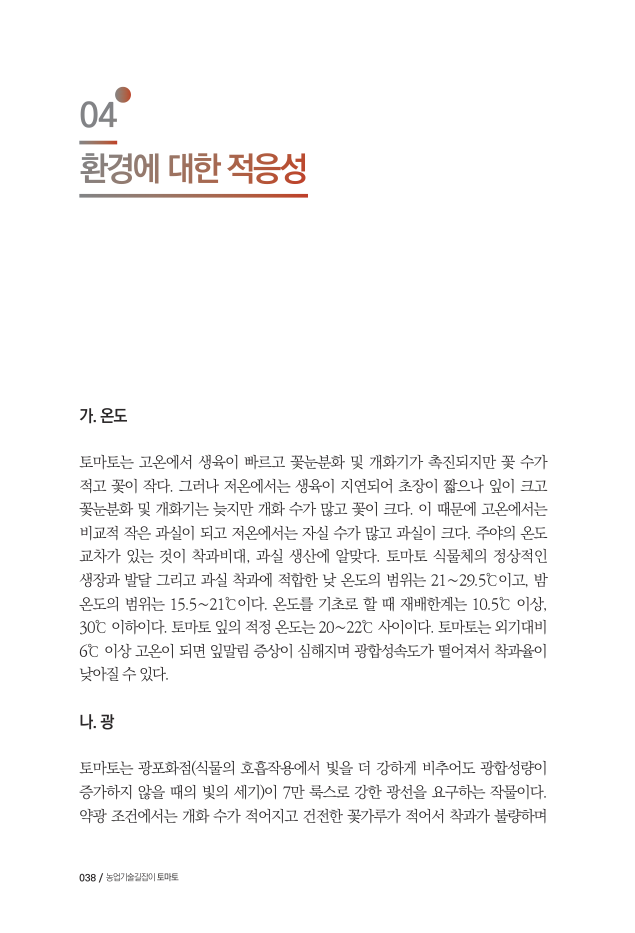 04
환경에 대한 적응성
가. 온도
토마토는 고온에서 생육이 빠르고 꽃눈분화 및 개화기가 촉진되지만 꽃 수가
적고 꽃이 작다. 그러나 저온에서는 생육이 지연되어 초장이 짧으나 잎이 크고
꽃눈분화 및 개화기는 늦지만 개화 수가 많고 꽃이 크다. 이 때문에 고온에서는
비교적 작은 과실이 되고 저온에서는 자실 수가 많고 과실이 크다. 주야의 온도
교차가 있는 것이 착과비대, 과실 생산에 알맞다. 토마토 식물체의 정상적인
생장과 발달 그리고 과실 착과에 적합한 낮 온도의 범위는 21~29.5℃이고, 밤
온도의 범위는 15.5~21℃이다. 온도를 기초로 할 때 재배한계는 10.5℃ 이상,
30℃ 이하이다. 토마토 잎의 적정 온도는 20~22℃ 사이이다. 토마토는 외기대비
6℃ 이상 고온이 되면 잎말림 증상이 심해지며 광합성속도가 떨어져서 착과율이
낮아질 수 있다.
나. 광
토마토는 광포화점(식물의 호흡작용에서 빛을 더 강하게 비추어도 광합성량이
증가하지 않을 때의 빛의 세기)이 7만 룩스로 강한 광선을 요구하는 작물이다.
약광 조건에서는 개화 수가 적어지고 건전한 꽃가루가 적어서 착과가 불량하며
038 / 농업기술길잡이 토마토